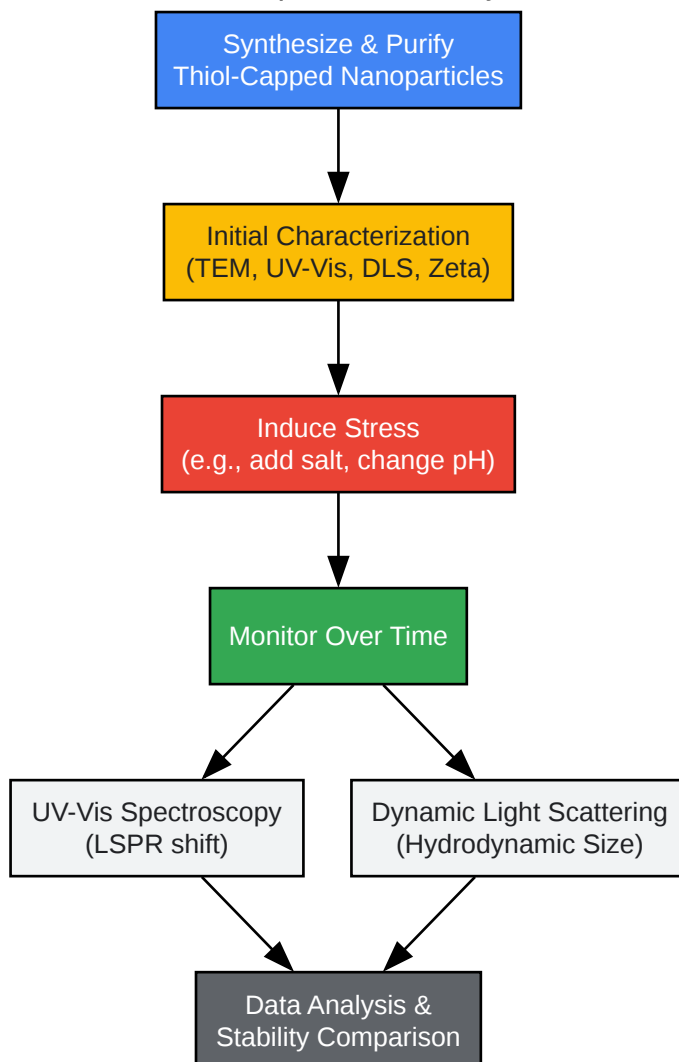 Synthesize & Purify
Thiol-Capped Nanoparticles
Initial Characterization
(TEM, UV-Vis, DLS, Zeta)
Induce Stress
(e.g., add salt, change pH)
Monitor Over Time
UV-Vis Spectroscopy
(LSPR shift)
Dynamic Light Scattering
(Hydrodynamic Size)
Data Analysis &
Stability Comparison